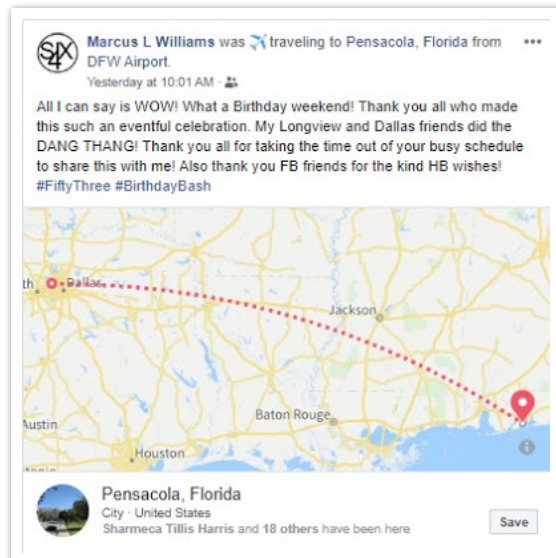 S4X
Marcus L Williams was traveling to Pensacola, Florida from •••
DFW Airport.
Yesterday at 10:01 AM ·
All I can say is WOW! What a Birthday weekend! Thank you all who made
this such an eventful celebration. My Longview and Dallas friends did the
DANG THANG! Thank you all for taking the time out of your busy schedule
to share this with me! Also thank you FB friends for the kind HB wishes!
#FiftyThree #BirthdayBash
th
Dallas
Jackson
Baton Rouge
Austin
Houston
Pensacola, Florida
City · United States
Sharmeca Tillis Harris and 18 others have been here
Save